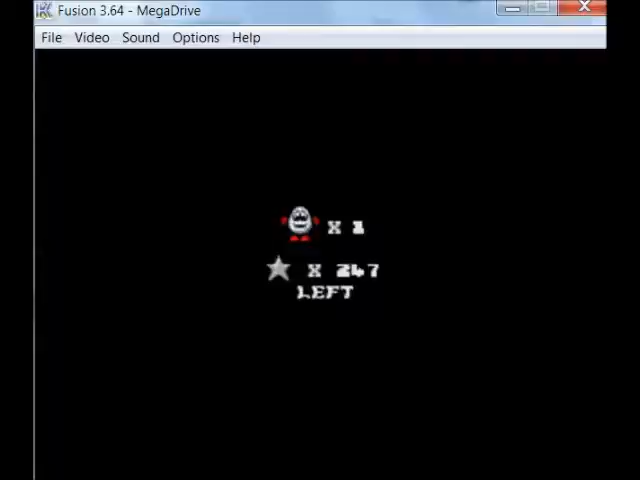 Fusion 3.64 - MegaDrive
File Video Sound Options Help
X 1
X 247
LEFT